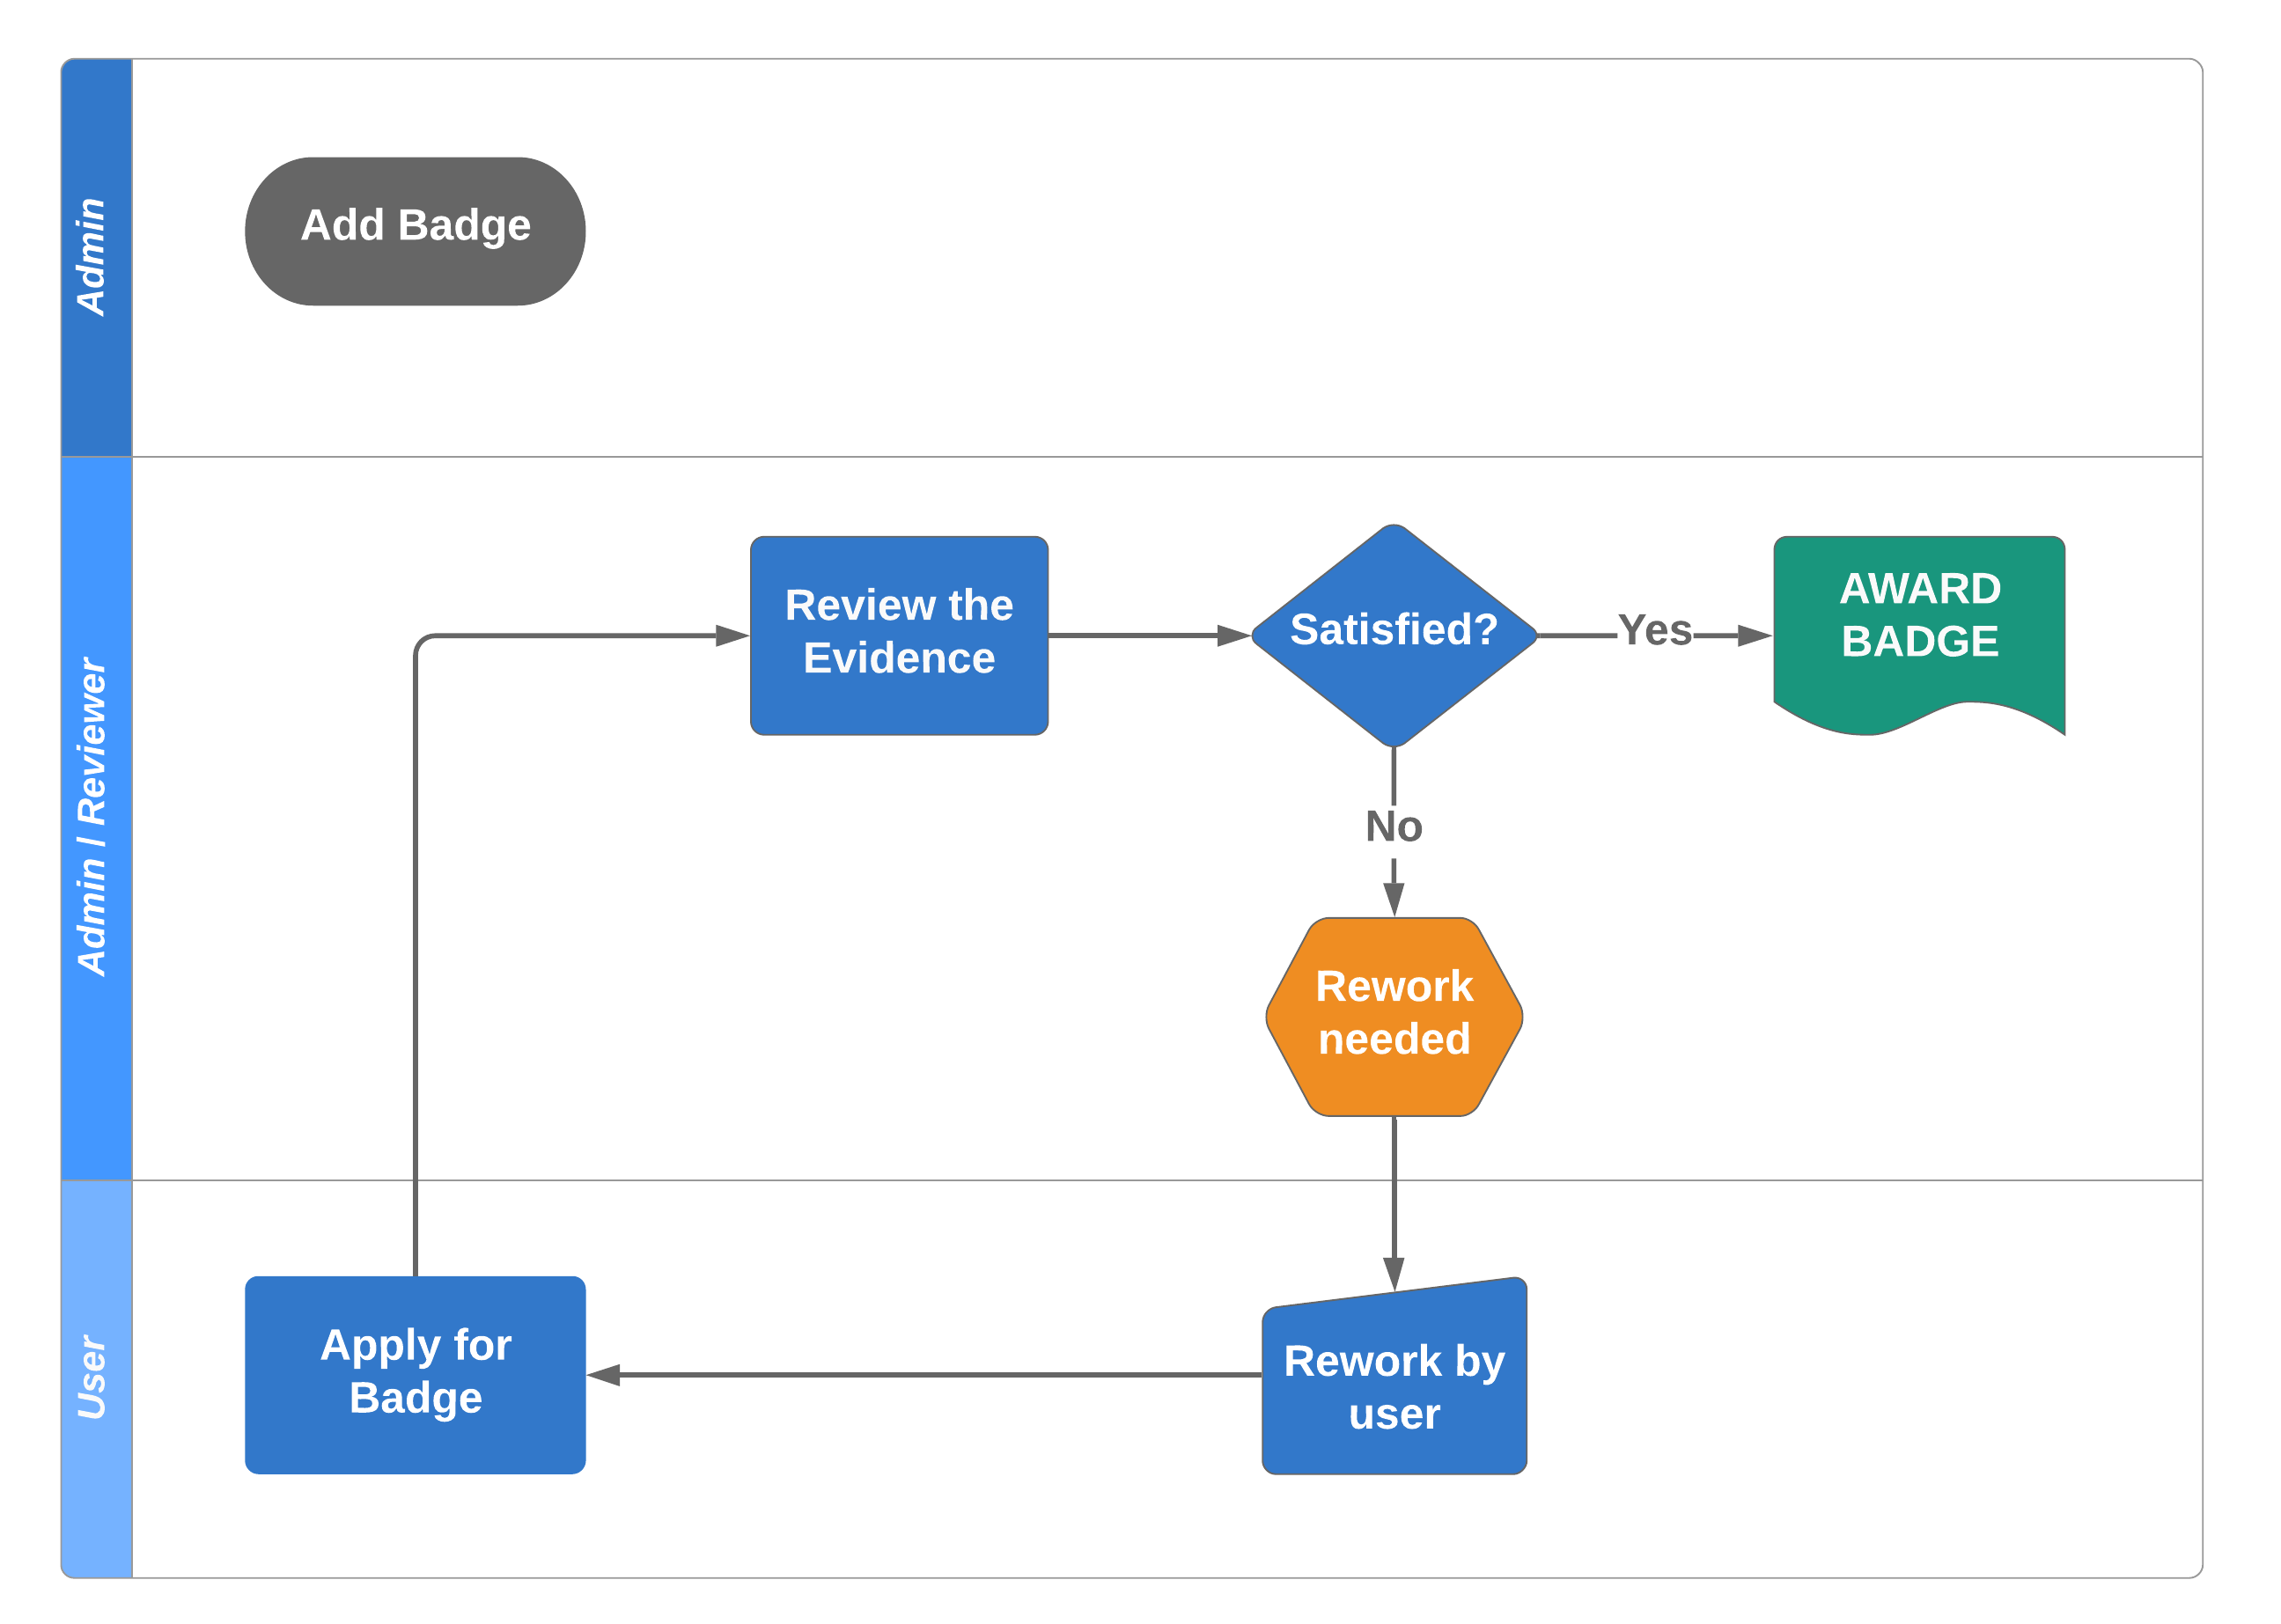 Admin
Add Badge
Admin / Reviewer
Review the
Evidence
Satisfied?
Yes
AWARD
BADGE
No
Rework
needed
User
Apply for
Badge
Rework by
user